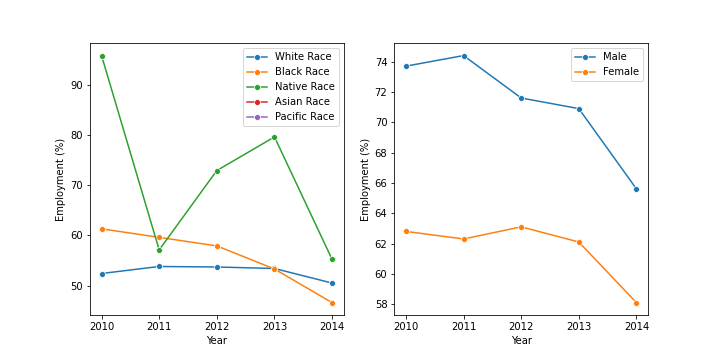 White Race
Black Race
Native Race
Asian Race
Pacific Race
90
80
70
60
50
Employment (%)
2010 2011 2012 2013 2014
Year
Male
Female
74
72
70
68
66
64
62
60
58
Employment (%)
2010 2011 2012 2013 2014
Year